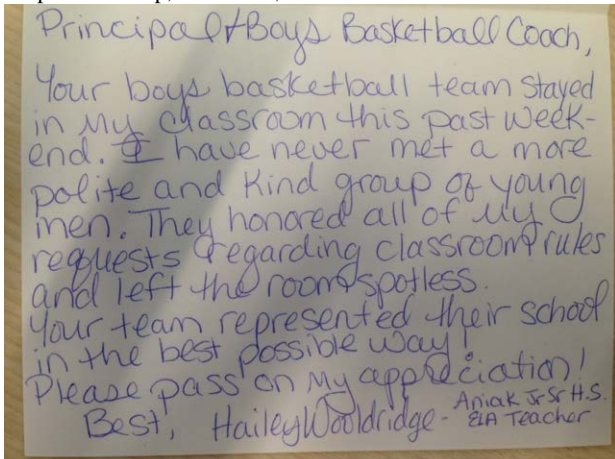 Principal + Boys Basketball Coach,
Your boys basketball team stayed
in my classroom this past week-
end. I have never met a more
polite and kind group of young
men. They honored all of my
requests regarding classroom rules
and left the room spotless.
Your team represented their school
in the best possible way!
Please pass on my appreciation!
Best, Hailey Wooldridge - Aniak Jr Sr H.S.
ELA Teacher